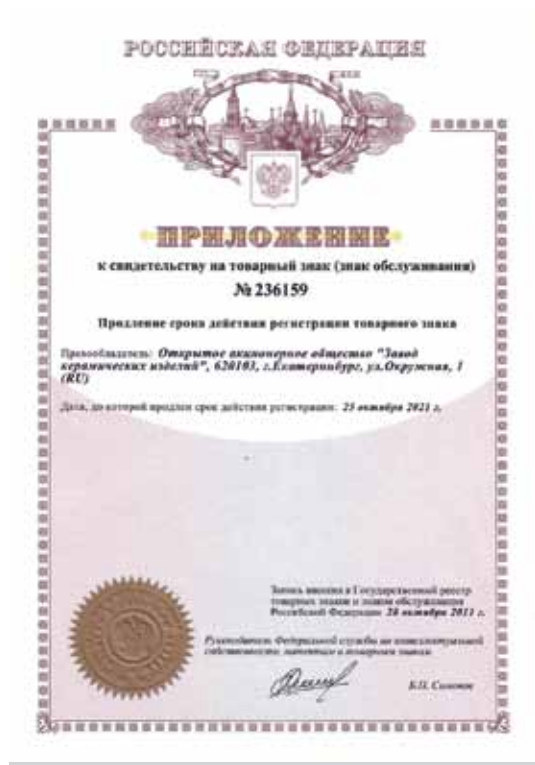 РОССИЙСКАЯ ФЕДЕРАЦИЯ
ПРИЛОЖЕНИЕ
к свидетельству на товарный знак (знак обслуживания)
№ 236159
Продление срока действия регистрации товарного знака
Правообладатель: Открытое акционерное общество "Завод
керамических изделий", 620103, г.Екатеринбург, ул.Окружная, 1
(RU)
Дата, до которой продлен срок действия регистрации: 25 октября 2021 г.
Запись внесена в Государственный реестр
товарных знаков и знаков обслуживания
Российской Федерации 28 октября 2011 г.
Руководитель Федеральной службы по интеллектуальной
собственности, патентам и товарным знакам
Б.П. Симонов